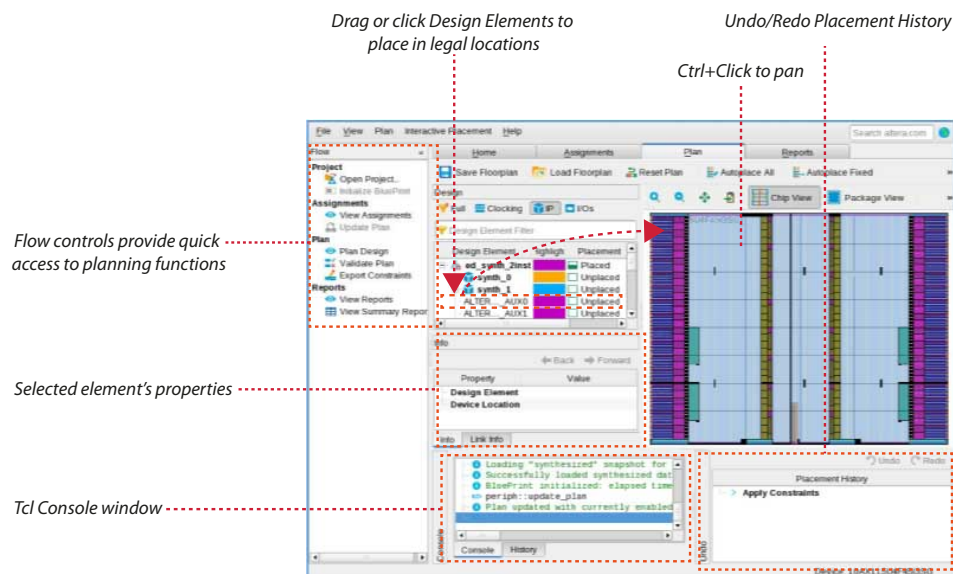 Drag or click Design Elements to
place in legal locations
Undo/Redo Placement History
Ctrl+Click to pan
File View Plan Interactive Placement Help
Search altera.com
Flow
Home Assignments Plan Reports
Project
Open Project...
Initialize BluePrint
Assignments
View Assignments
Update Plan
Plan
Plan Design
Validate Plan
Export Constraints
Reports
View Reports
View Summary Repor
Save Floorplan Load Floorplan Reset Plan Autoplace All Autoplace Fixed
Design
Full Clocking IP I/Os
Chip View Package View
Design Element Filter
Design Element Highligh Placement
ed_synth_2inst Placed
synth_0 Unplaced
synth_1 Unplaced
ALTER..._AUX0 Unplaced
ALTER..._AUX1 Unplaced
Flow controls provide quick
access to planning functions
Info
Back Forward
Property Value
Design Element
Device Location
Info Link Info
Selected element's properties
Loading "synthesized" snapshot for
Successfully loaded synthesized dat
BluePrint initialized: elapsed time
periph::update_plan
Plan updated with currently enabled
Console
Console History
Tcl Console window
Undo Redo
Placement History
Apply Constraints
Undo